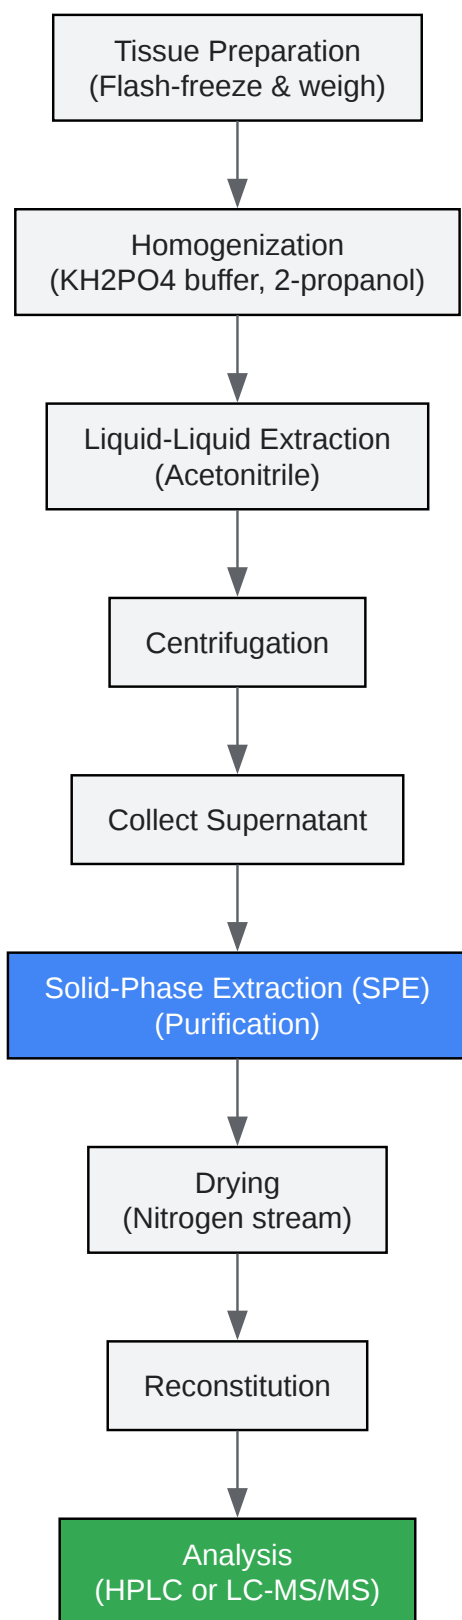 Tissue Preparation
(Flash-freeze & weigh)
Homogenization
(KH2PO4 buffer, 2-propanol)
Liquid-Liquid Extraction
(Acetonitrile)
Centrifugation
Collect Supernatant
Solid-Phase Extraction (SPE)
(Purification)
Drying
(Nitrogen stream)
Reconstitution
Analysis
(HPLC or LC-MS/MS)